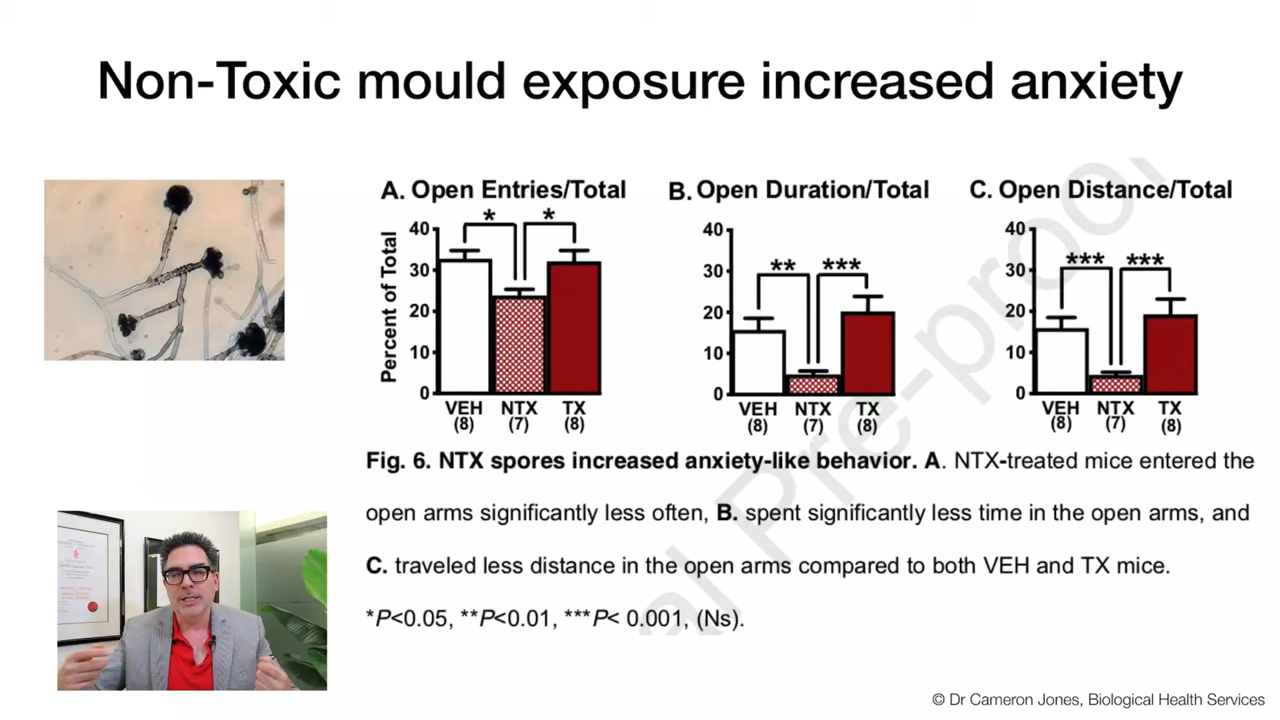 Non-Toxic mould exposure increased anxiety
A. Open Entries/Total
B. Open Duration/Total
C. Open Distance/Total
Percent of Total
40
30
20
10
0
* *
VEH NTX TX
(8) (7) (8)
40
30
20
10
0
** ***
VEH NTX TX
(8) (7) (8)
40
30
20
10
0
*** ***
VEH NTX TX
(8) (7) (8)
Fig. 6. NTX spores increased anxiety-like behavior. A. NTX-treated mice entered the
open arms significantly less often, B. spent significantly less time in the open arms, and
C. traveled less distance in the open arms compared to both VEH and TX mice.
*P<0.05, **P<0.01, ***P< 0.001, (Ns).
al Pre-proo
© Dr Cameron Jones, Biological Health Services